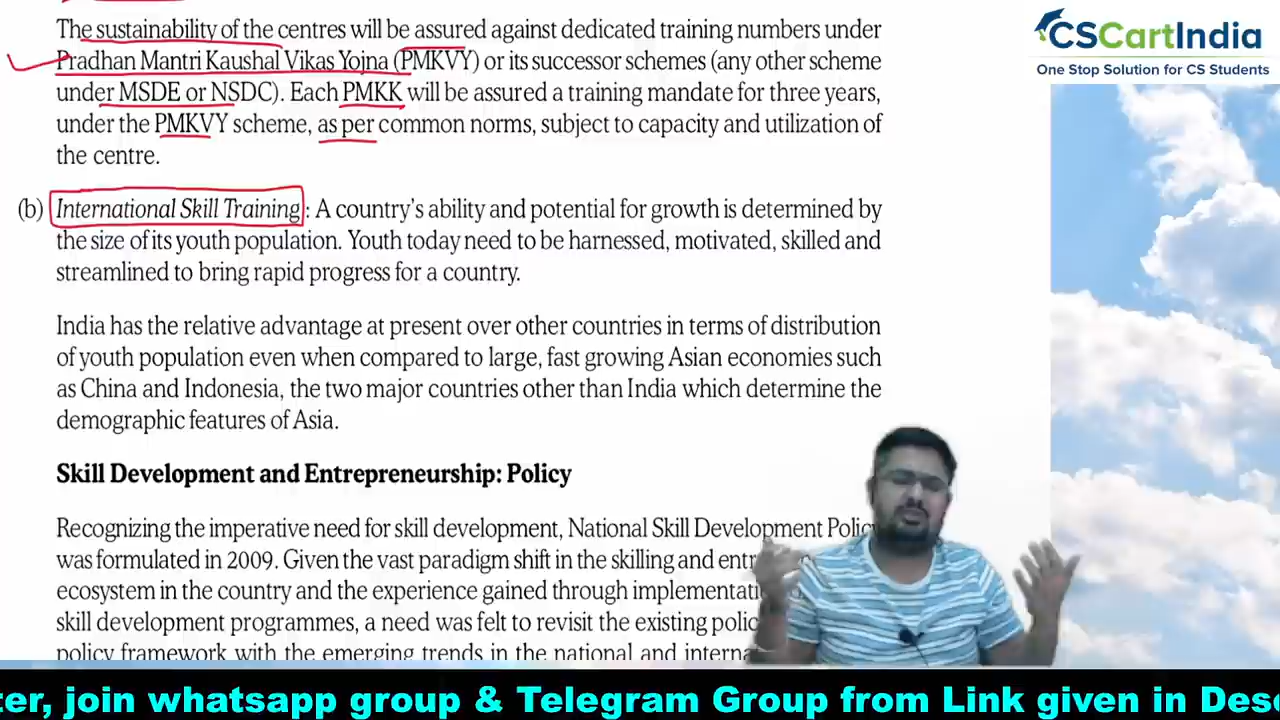 The sustainability of the centres will be assured against dedicated training numbers under
Pradhan Mantri Kaushal Vikas Yojna (PMKVY) or its successor schemes (any other scheme
under MSDE or NSDC). Each PMKK will be assured a training mandate for three years,
under the PMKVY scheme, as per common norms, subject to capacity and utilization of
the centre.
(b) International Skill Training : A country's ability and potential for growth is determined by
the size of its youth population. Youth today need to be harnessed, motivated, skilled and
streamlined to bring rapid progress for a country.
India has the relative advantage at present over other countries in terms of distribution
of youth population even when compared to large, fast growing Asian economies such
as China and Indonesia, the two major countries other than India which determine the
demographic features of Asia.
Skill Development and Entrepreneurship: Policy
Recognizing the imperative need for skill development, National Skill Development Policy
was formulated in 2009. Given the vast paradigm shift in the skilling and entr
ecosystem in the country and the experience gained through implementati
skill development programmes, a need was felt to revisit the existing polic
policy framework with the emerging trends in the national and interna
CSCartIndia
One Stop Solution for CS Students
ter, join whatsapp group & Telegram Group from Link given in Desc